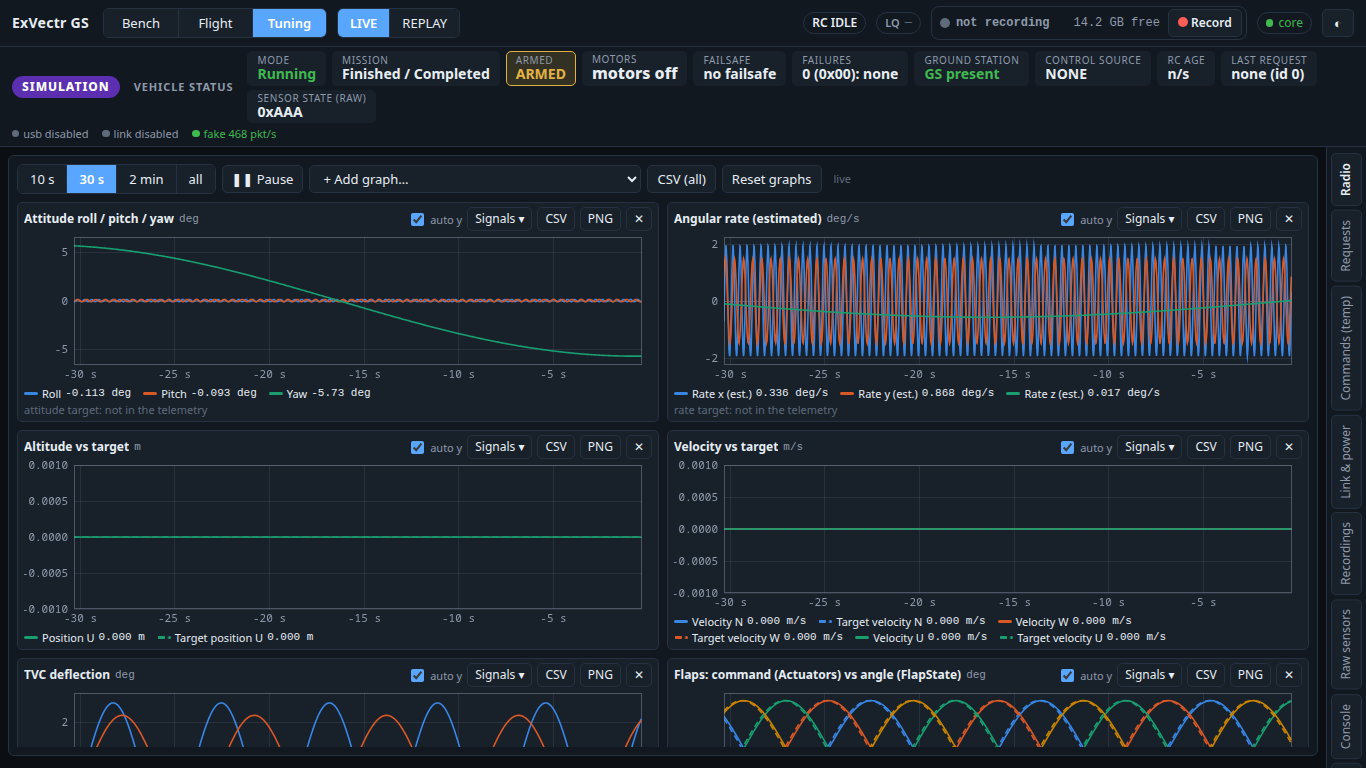 ExVectr GS Bench Flight Tuning LIVE REPLAY RC IDLE LQ — not recording 14.2 GB free Record core
SIMULATION VEHICLE STATUS
MODE
Running
MISSION
Finished / Completed
ARMED
ARMED
MOTORS
motors off
FAILSAFE
no failsafe
FAILURES
0 (0x00): none
GROUND STATION
GS present
CONTROL SOURCE
NONE
RC AGE
n/s
LAST REQUEST
none (id 0)
SENSOR STATE (RAW)
0xAAA
usb disabled link disabled fake 468 pkt/s
10 s 30 s 2 min all Pause + Add graph... CSV (all) Reset graphs live
Attitude roll / pitch / yaw deg auto y Signals ▾ CSV PNG ✕
5
0
-5
-30 s -25 s -20 s -15 s -10 s -5 s
Roll -0.113 deg Pitch -0.093 deg Yaw -5.73 deg
attitude target: not in the telemetry
Angular rate (estimated) deg/s auto y Signals ▾ CSV PNG ✕
2
0
-2
-30 s -25 s -20 s -15 s -10 s -5 s
Rate x (est.) 0.336 deg/s Rate y (est.) 0.868 deg/s Rate z (est.) 0.017 deg/s
rate target: not in the telemetry
Altitude vs target m auto y Signals ▾ CSV PNG ✕
0.0010
0.0005
0.0000
-0.0005
-0.0010
-30 s -25 s -20 s -15 s -10 s -5 s
Position U 0.000 m Target position U 0.000 m
Velocity vs target m/s auto y Signals ▾ CSV PNG ✕
0.0010
0.0005
0.0000
-0.0005
-0.0010
-30 s -25 s -20 s -15 s -10 s -5 s
Velocity N 0.000 m/s Target velocity N 0.000 m/s Velocity W 0.000 m/s
Target velocity W 0.000 m/s Velocity U 0.000 m/s Target velocity U 0.000 m/s
TVC deflection deg auto y Signals ▾ CSV PNG ✕
2
Flaps: command (Actuators) vs angle (FlapState) deg auto y Signals ▾ CSV PNG ✕
Radio
Requests
Commands (temp)
Link & power
Recordings
Raw sensors
Console